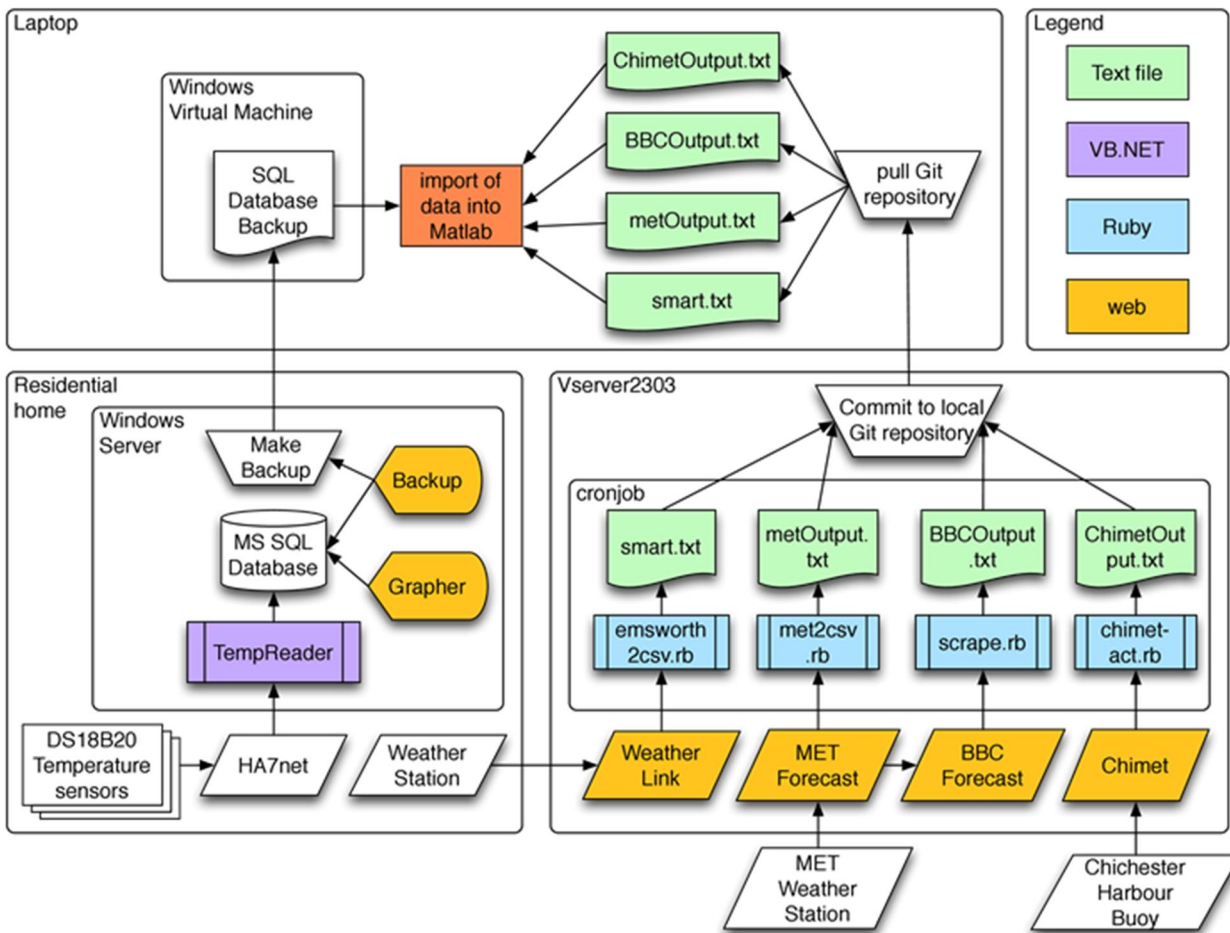 Laptop
Windows
Virtual Machine
SQL
Database
Backup
import of
data into
Matlab
ChimetOutput.txt
BBCOutput.txt
metOutput.txt
smart.txt
pull Git
repository
Legend
Text file
VB.NET
Ruby
web
Residential
home
Windows
Server
Make
Backup
Backup
MS SQL
Database
Grapher
TempReader
DS18B20
Temperature
sensors
HA7net
Weather
Station
Vserver2303
Commit to local
Git repository
cronjob
smart.txt
metOutput.
txt
BBCOutput
.txt
ChimetOut
put.txt
emsworth
2csv.rb
met2csv
.rb
scrape.rb
chimet-
act.rb
Weather
Link
MET
Forecast
BBC
Forecast
Chimet
MET
Weather
Station
Chichester
Harbour
Buoy